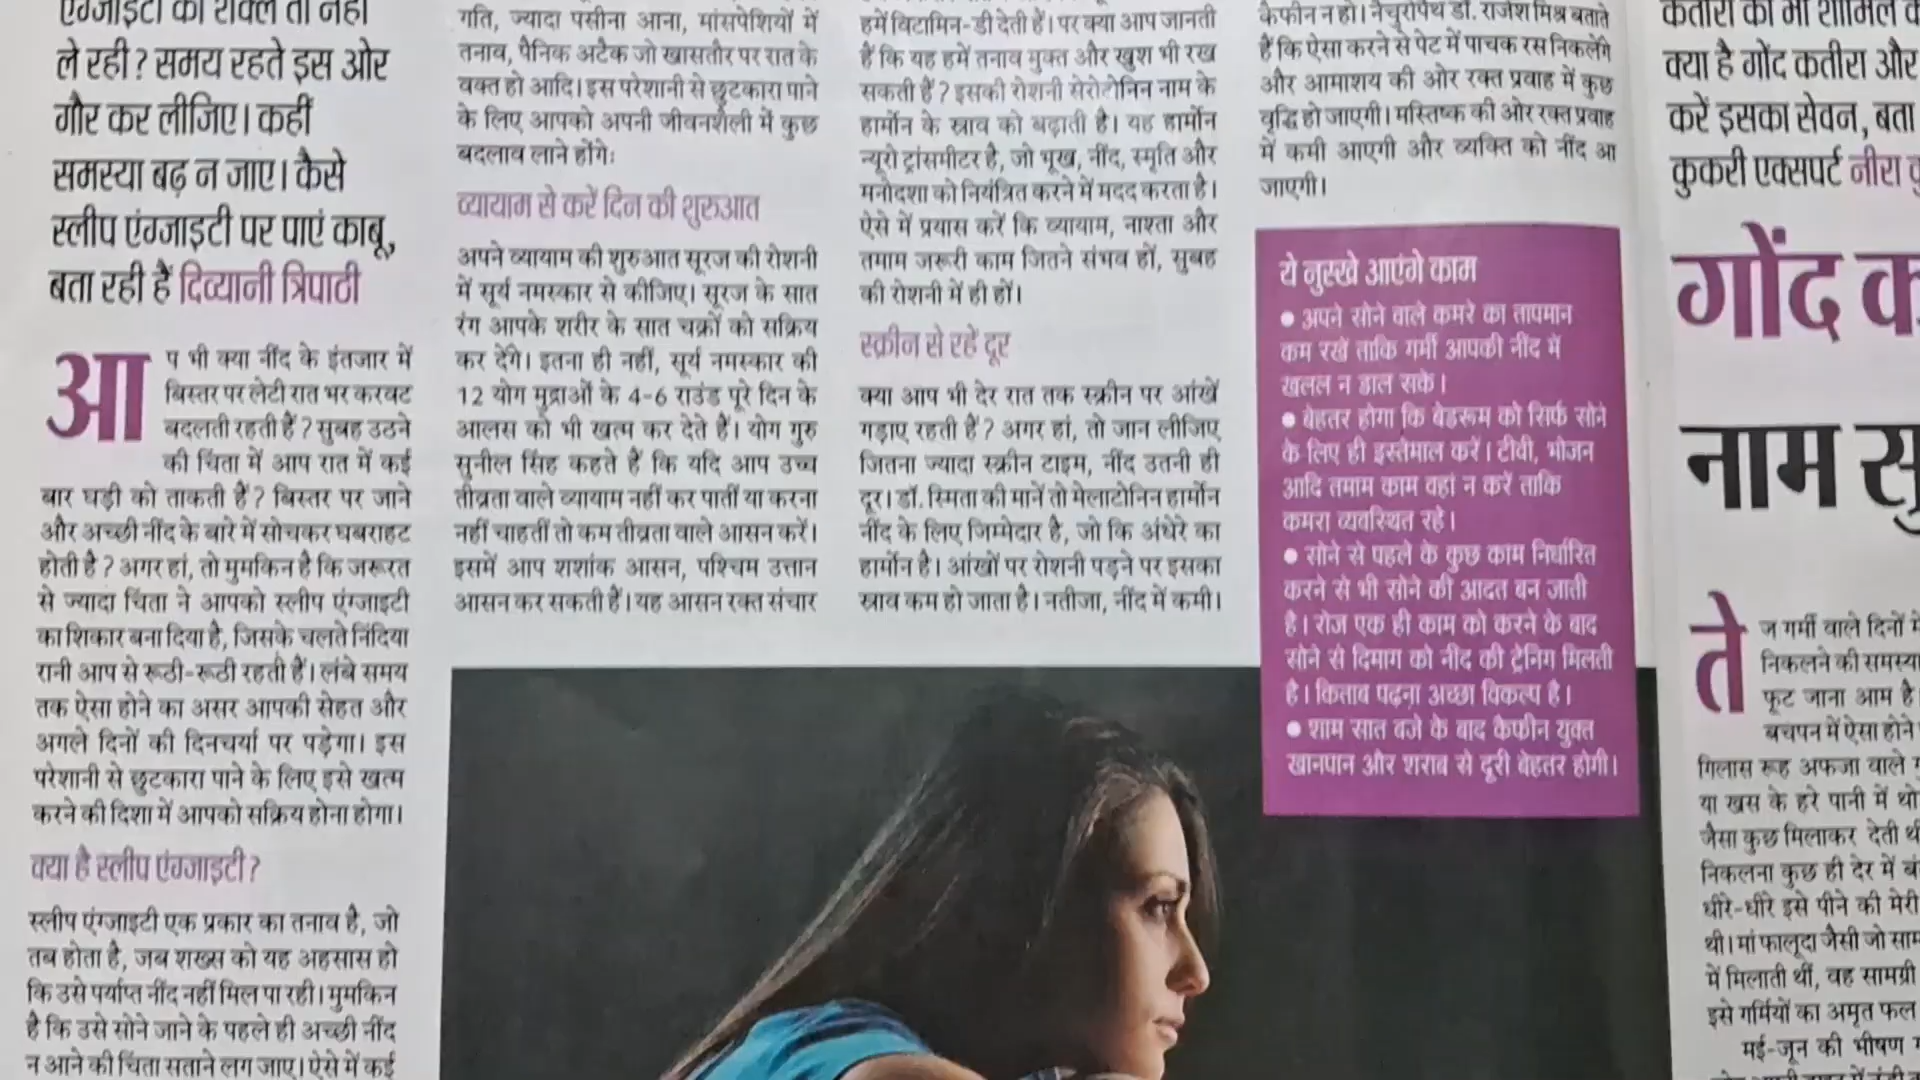 एंग्जाइटी की शक्ल तो नहीं
ले रही? समय रहते इस ओर
गौर कर लीजिए। कहीं
समस्या बढ़ न जाए। कैसे
स्लीप एंग्जाइटी पर पाएं काबू,
बता रही हैं दिव्यानी त्रिपाठी
आप भी क्या नींद के इंतजार में
बिस्तर पर लेटी रात भर करवट
बदलती रहती हैं? सुबह उठने
की चिंता में आप रात में कई
बार घड़ी को ताकती हैं? बिस्तर पर जाने
और अच्छी नींद के बारे में सोचकर घबराहट
होती है? अगर हां, तो मुमकिन है कि जरूरत
से ज्यादा चिंता ने आपको स्लीप एंग्जाइटी
का शिकार बना दिया है, जिसके चलते निंदिया
रानी आप से रूठी-रूठी रहती हैं। लंबे समय
तक ऐसा होने का असर आपकी सेहत और
अगले दिनों की दिनचर्या पर पड़ेगा। इस
परेशानी से छुटकारा पाने के लिए इसे खत्म
करने की दिशा में आपको सक्रिय होना होगा।
क्या है स्लीप एंग्जाइटी?
स्लीप एंग्जाइटी एक प्रकार का तनाव है, जो
तब होता है, जब शख्स को यह अहसास हो
कि उसे पर्याप्त नींद नहीं मिल पा रही। मुमकिन
है कि उसे सोने जाने के पहले ही अच्छी नींद
न आने की चिंता सताने लग जाए। ऐसे में कई
गति, ज्यादा पसीना आना, मांसपेशियों में
तनाव, पैनिक अटैक जो खासतौर पर रात के
वक्त हो आदि। इस परेशानी से छुटकारा पाने
के लिए आपको अपनी जीवनशैली में कुछ
बदलाव लाने होंगे:
व्यायाम से करें दिन की शुरुआत
अपने व्यायाम की शुरुआत सूरज की रोशनी
में सूर्य नमस्कार से कीजिए। सूरज के सात
रंग आपके शरीर के सात चक्रों को सक्रिय
कर देंगे। इतना ही नहीं, सूर्य नमस्कार की
12 योग मुद्राओं के 4-6 राउंड पूरे दिन के
आलस को भी खत्म कर देते हैं। योग गुरु
सुनील सिंह कहते हैं कि यदि आप उच्च
तीव्रता वाले व्यायाम नहीं कर पातीं या करना
नहीं चाहतीं तो कम तीव्रता वाले आसन करें।
इसमें आप शशांक आसन, पश्चिम उत्तान
आसन कर सकती हैं। यह आसन रक्त संचार
हमें विटामिन-डी देती हैं। पर क्या आप जानती
हैं कि यह हमें तनाव मुक्त और खुश भी रख
सकती हैं? इसकी रोशनी सेरोटोनिन नाम के
हार्मोन के स्राव को बढ़ाती है। यह हार्मोन
न्यूरो ट्रांसमीटर है, जो भूख, नींद, स्मृति और
मनोदशा को नियंत्रित करने में मदद करता है।
ऐसे में प्रयास करें कि व्यायाम, नाश्ता और
तमाम जरूरी काम जितने संभव हों, सुबह
की रोशनी में ही हों।
स्क्रीन से रहें दूर
क्या आप भी देर रात तक स्क्रीन पर आंखें
गड़ाए रहती हैं? अगर हां, तो जान लीजिए
जितना ज्यादा स्क्रीन टाइम, नींद उतनी ही
दूर। डॉ. स्मिता की मानें तो मेलाटोनिन हार्मोन
नींद के लिए जिम्मेदार है, जो कि अंधेरे का
हार्मोन है। आंखों पर रोशनी पड़ने पर इसका
स्राव कम हो जाता है। नतीजा, नींद में कमी।
कैफीन न हो। नेचुरोपैथ डॉ. राजेश मिश्र बताते
हैं कि ऐसा करने से पेट में पाचक रस निकलेंगे
और आमाशय की ओर रक्त प्रवाह में कुछ
वृद्धि हो जाएगी। मस्तिष्क की ओर रक्त प्रवाह
में कमी आएगी और व्यक्ति को नींद आ
जाएगी।
ये नुस्खे आएंगे काम
● अपने सोने वाले कमरे का तापमान
कम रखें ताकि गर्मी आपकी नींद में
खलल न डाल सके।
● बेहतर होगा कि बेडरूम को सिर्फ सोने
के लिए ही इस्तेमाल करें। टीवी, भोजन
आदि तमाम काम वहां न करें ताकि
कमरा व्यवस्थित रहे।
● सोने से पहले के कुछ काम निर्धारित
करने से भी सोने की आदत बन जाती
है। रोज एक ही काम को करने के बाद
सोने से दिमाग को नींद की ट्रेनिंग मिलती
है। किताब पढ़ना अच्छा विकल्प है।
● शाम सात बजे के बाद कैफीन युक्त
खानपान और शराब से दूरी बेहतर होगी।
कतीरा को भी शामिल
क्या है गोंद कतीरा और
करें इसका सेवन, बता
कुकरी एक्सपर्ट नीरा
गोंद
नाम
तेज गर्मी वाले दिनों में
निकलने की समस्या
फूट जाना आम है।
बचपन में ऐसा होने
गिलास रूह अफजा वाले
या खस के हरे पानी में थो
जैसा कुछ मिलाकर देती थीं
निकलना कुछ ही देर में
धीरे-धीरे इसे पीने की मेरी
थी। मां फालूदा जैसी जो साम
में मिलाती थीं, वह सामग्री
इसे गर्मियों का अमृत फल
मई-जून की भीषण